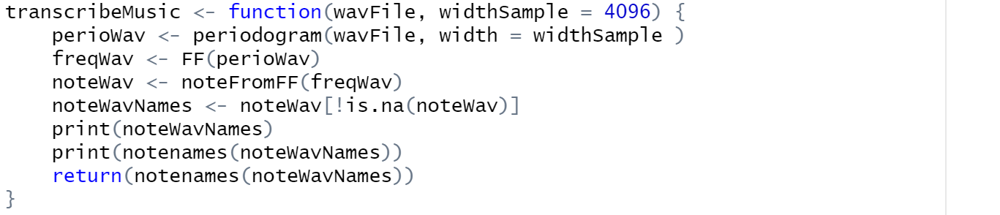 transcribeMusic <- function(wavFile, widthSample = 4096) {
    perioWav <- periodogram(wavFile, width = widthSample )
    freqWav <- FF(perioWav)
    noteWav <- noteFromFF(freqWav)
    noteWavNames <- noteWav[!is.na(noteWav)]
    print(noteWavNames)
    print(notenames(noteWavNames))
    return(notenames(noteWavNames))
}